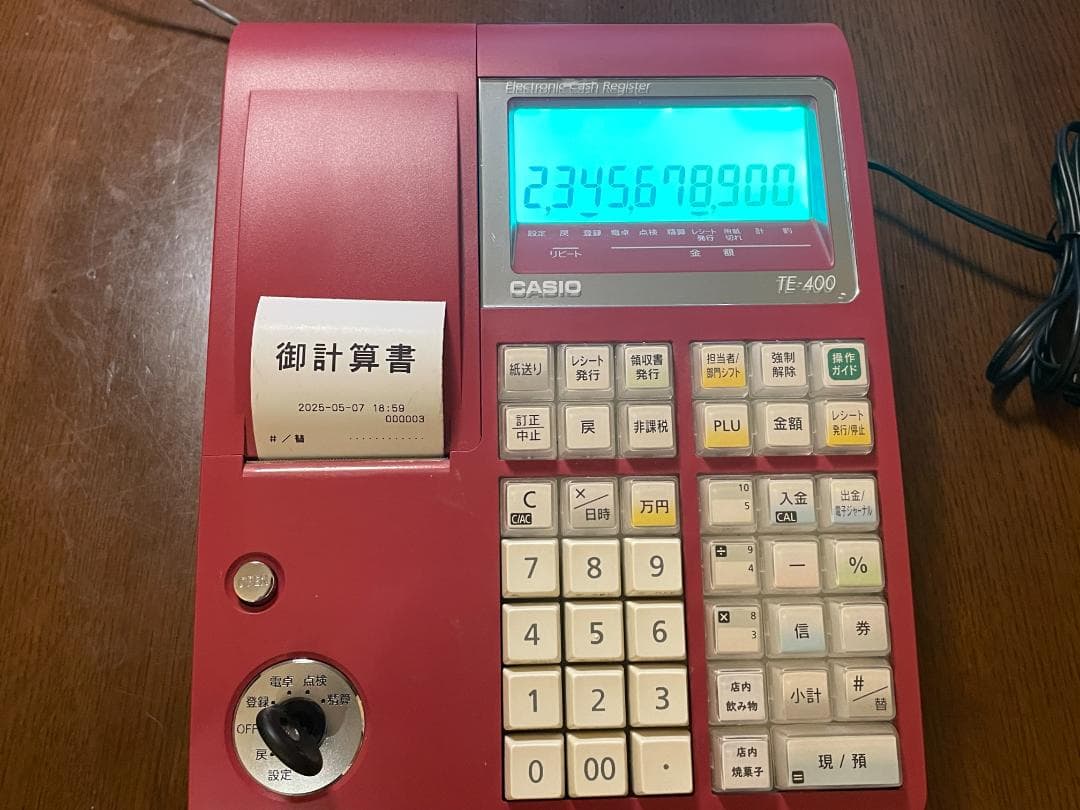 Electronic Cash Register
2,345,678,900
設定 戻 登録 電卓 点検 精算 レシート発行 用紙切れ 計 釣
リピート 金額
CASIO
TE-400
御計算書
2025-05-07 18:59
000003
#/替 ............
紙送り
レシート
発行
領収書
発行
担当者/
部門シフト
強制
解除
操作
ガイド
訂正
中止
戻
非課税
PLU
金額
レシート
発行/停止
C
C/AC
×/日時
万円
10
5
入金
CAL
出金/
電子ジャーナル
7
8
9
÷
9
4
−
%
4
5
6
×
8
3
信
券
1
2
3
店内
飲み物
小計
#/替
0
00
・
店内
焼菓子
=
現/預
OPEN
電卓
点検
登録
精算
OFF
戻
設定